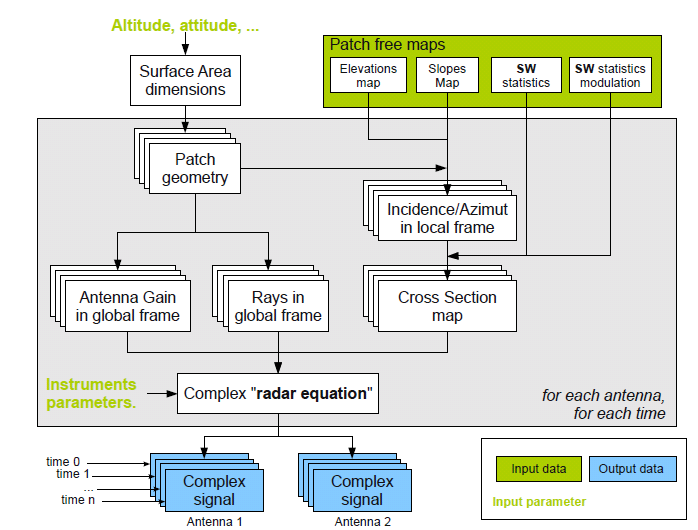 Altitude, attitude, ...
Patch free maps
Surface Area
dimensions
Elevations
map
Slopes
Map
SW
statistics
SW statistics
modulation
Patch
geometry
Incidence/Azimut
in local frame
Antenna Gain
in global frame
Rays in
global frame
Cross Section
map
Instruments
parameters.
Complex "radar equation"
for each antenna,
for each time
time 0
time 1
...
time n
Complex
signal
Antenna 1
Complex
signal
Antenna 2
Input data
Output data
Input parameter